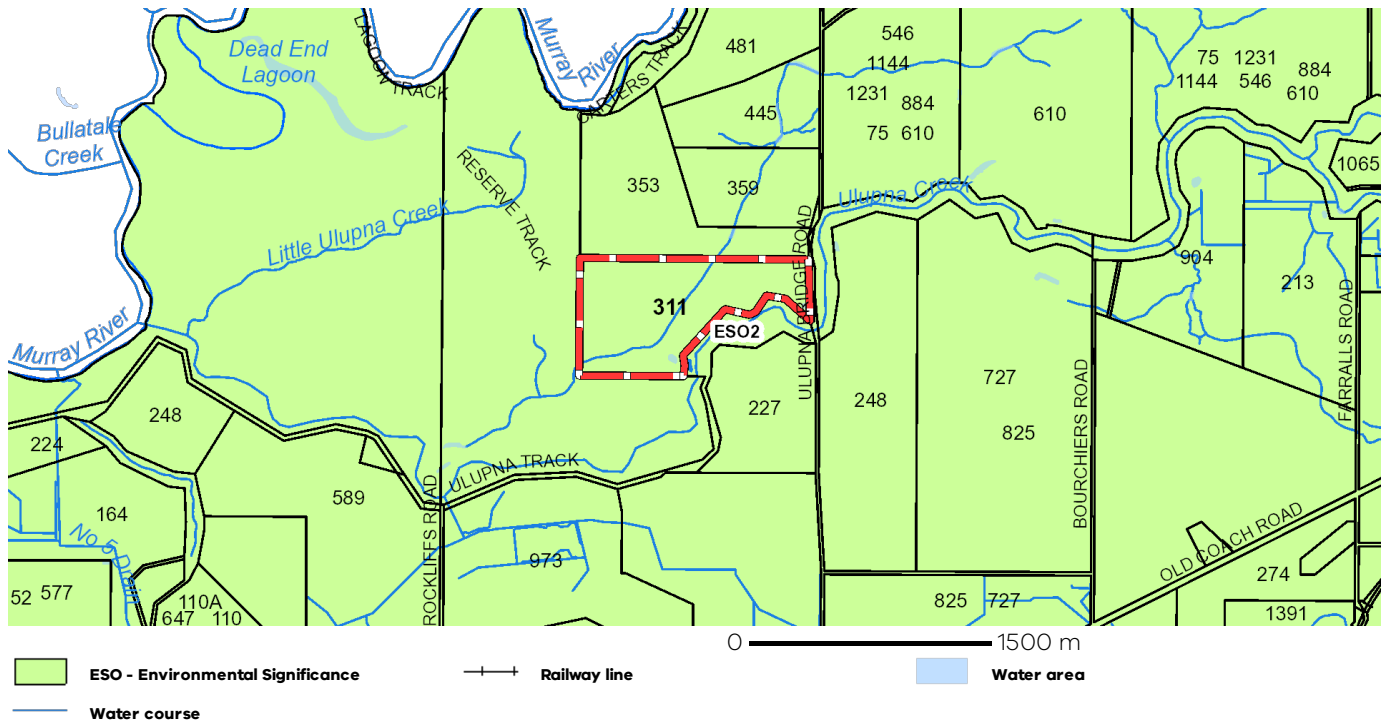 Dead End
Lagoon
LAGOON TRACK
Murray
River
CARTERS TRACK
481
546
1144
1231
884
75 610
610
75 1231
1144 546
884
610
Bullatale
Creek
445
1065
RESERVE TRACK
353
359
Ulupna Creek
Little Ulupna Creek
ULUPNA BRIDGE ROAD
904
213
FARRALLS ROAD
Murray River
311
ESO2
248
227
248
727
825
BOURCHIERS ROAD
224
ULUPNA TRACK
589
ROCKLIFFS ROAD
164
No 5 Drain
973
OLD COACH ROAD
274
52 577
110A
647 110
825 727
1391
0 1500 m
ESO - Environmental Significance
Railway line
Water area
Water course